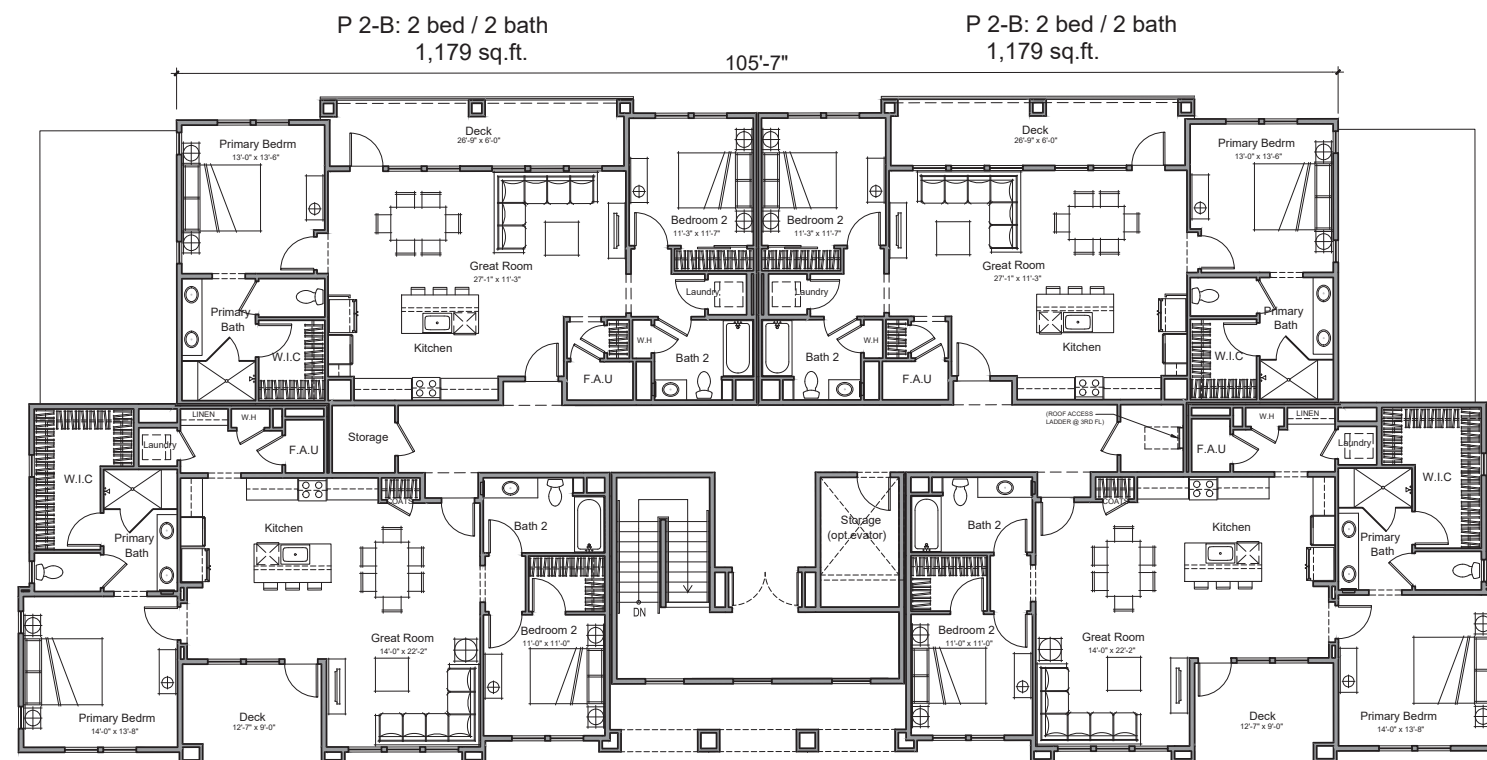 P 2-B: 2 bed / 2 bath
1,179 sq.ft.
P 2-B: 2 bed / 2 bath
1,179 sq.ft.
105'-7"
Deck
26'-9" x 6'-0"
Deck
26'-9" x 6'-0"
Primary Bedrm
13'-0" x 13'-6"
Primary Bedrm
13'-0" x 13'-6"
Bedroom 2
11'-3" x 11'-7"
Bedroom 2
11'-3" x 11'-7"
Great Room
27'-1" x 11'-3"
Great Room
27'-1" x 11'-3"
Laundry
Laundry
Primary
Bath
Primary
Bath
W.I.C
Kitchen
W.H
Bath 2
Bath 2
W.H
Kitchen
W.I.C
F.A.U
F.A.U
LINEN
W.H
Laundry
F.A.U
Storage
(ROOF ACCESS
LADDER @ 3RD FL)
W.H
LINEN
F.A.U
Laundry
W.I.C
W.I.C
COATS
COATS
Kitchen
Bath 2
Storage
(opt.evator)
Bath 2
Kitchen
Primary
Bath
Primary
Bath
DN
Great Room
14'-0" x 22'-2"
Bedroom 2
11'-0" x 11'-0"
Bedroom 2
11'-0" x 11'-0"
Great Room
14'-0" x 22'-2"
Primary Bedrm
14'-0" x 13'-8"
Deck
12'-7" x 9'-0"
Deck
12'-7" x 9'-0"
Primary Bedrm
14'-0" x 13'-8"